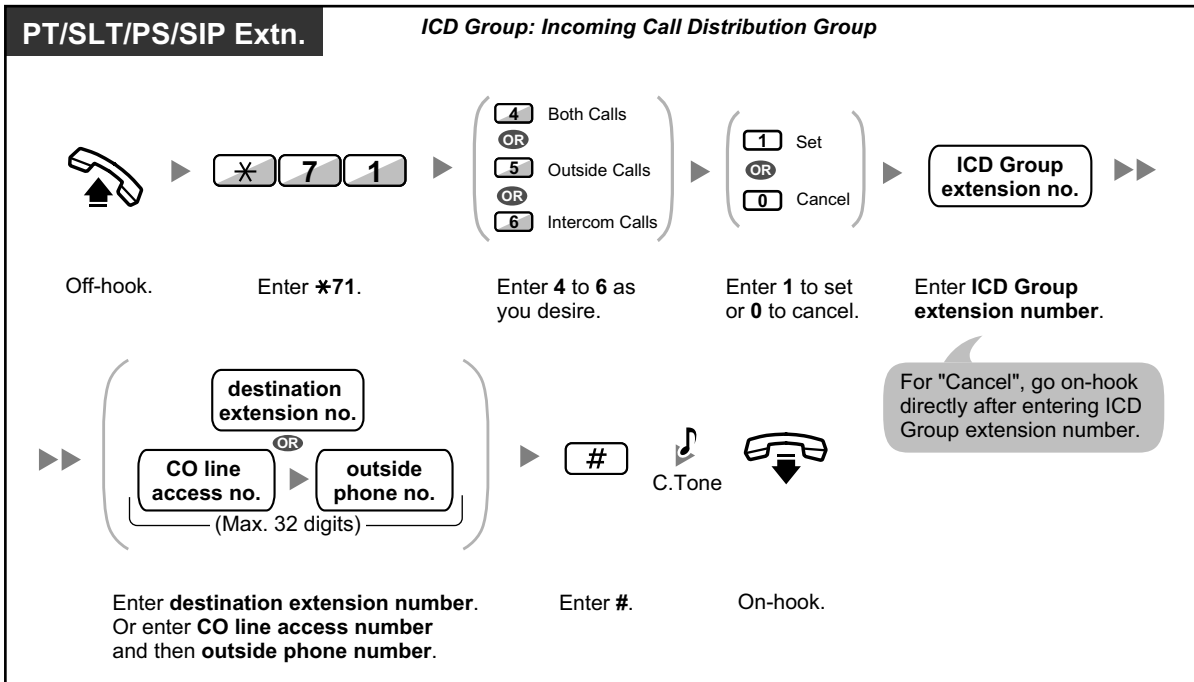 PT/SLT/PS/SIP Extn.
ICD Group: Incoming Call Distribution Group
4 Both Calls
OR
5 Outside Calls
OR
6 Intercom Calls
1 Set
OR
0 Cancel
* 7 1
ICD Group
extension no.
Off-hook.
Enter *71.
Enter 4 to 6 as
you desire.
Enter 1 to set
or 0 to cancel.
Enter ICD Group
extension number.
For "Cancel", go on-hook
directly after entering ICD
Group extension number.
destination
extension no.
OR
CO line
access no.
outside
phone no.
(Max. 32 digits)
#
C.Tone
Enter destination extension number.
Or enter CO line access number
and then outside phone number.
Enter #.
On-hook.